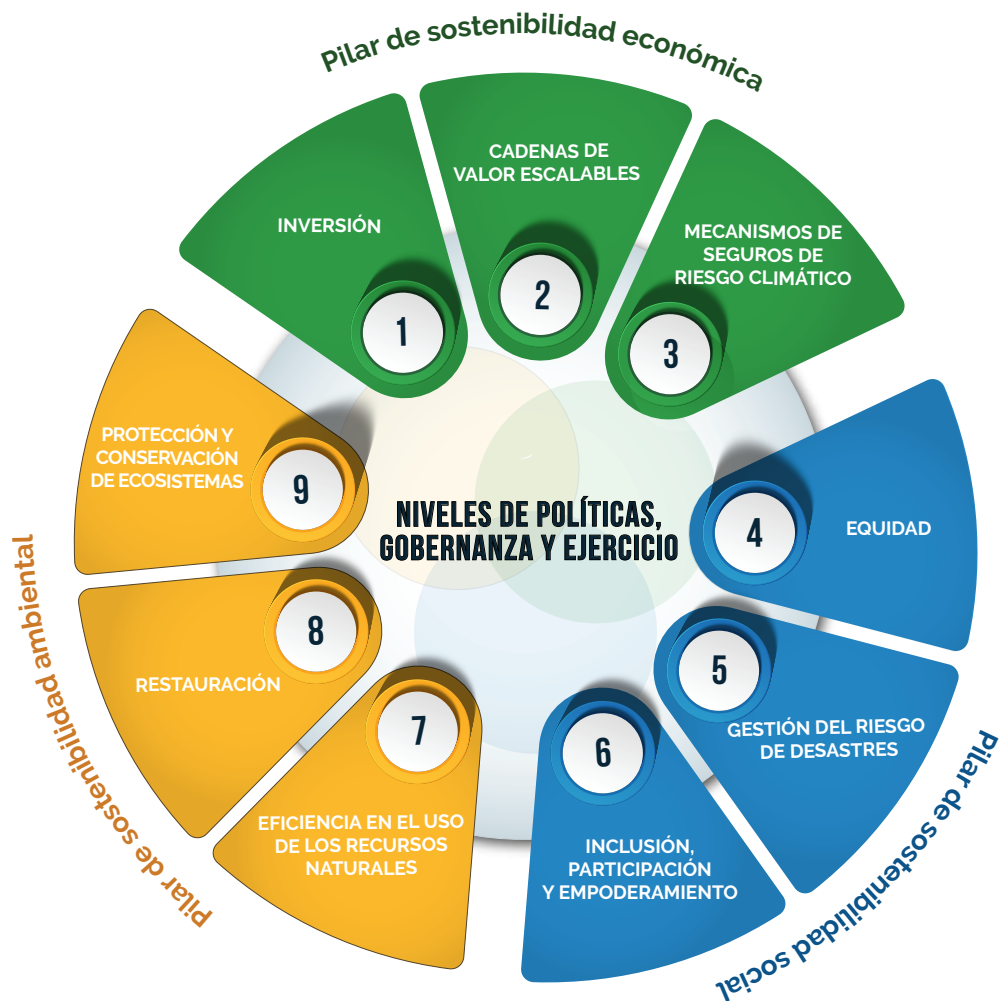 Pilar de sostenibilidad económica
INVERSIÓN
1
CADENAS DE
VALOR ESCALABLES
2
MECANISMOS DE
SEGUROS DE
RIESGO CLIMÁTICO
3
EQUIDAD
4
GESTIÓN DEL RIESGO
DE DESASTRES
5
Pilar de sostenibilidad social
INCLUSIÓN,
PARTICIPACIÓN
Y EMPODERAMIENTO
6
EFICIENCIA EN EL USO
DE LOS RECURSOS
NATURALES
7
RESTAURACIÓN
8
PROTECCIÓN Y
CONSERVACIÓN
DE ECOSISTEMAS
9
Pilar de sostenibilidad ambiental
NIVELES DE POLÍTICAS,
GOBERNANZA Y EJERCICIO